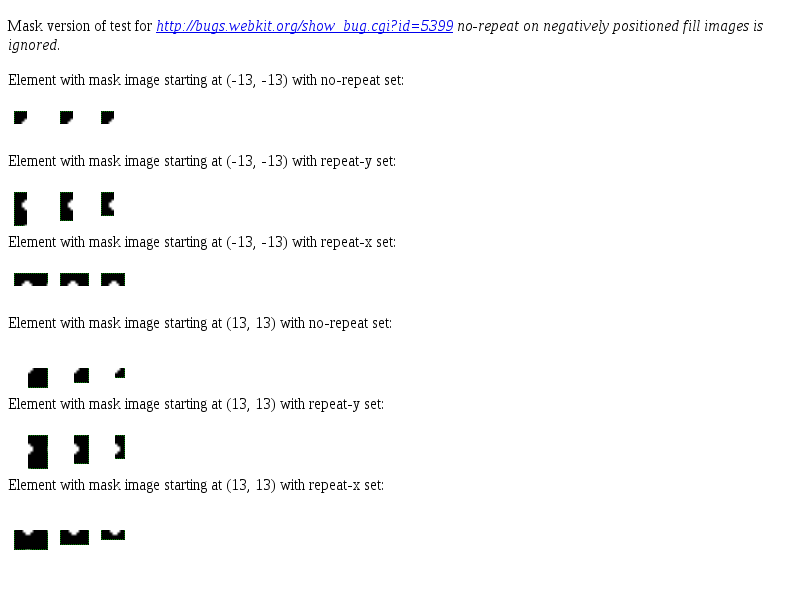 Mask version of test for http://bugs.webkit.org/show_bug.cgi?id=5399 no-repeat on negatively positioned fill images is
ignored.
Element with mask image starting at (-13, -13) with no-repeat set:
Element with mask image starting at (-13, -13) with repeat-y set:
Element with mask image starting at (-13, -13) with repeat-x set:
Element with mask image starting at (13, 13) with no-repeat set:
Element with mask image starting at (13, 13) with repeat-y set:
Element with mask image starting at (13, 13) with repeat-x set: